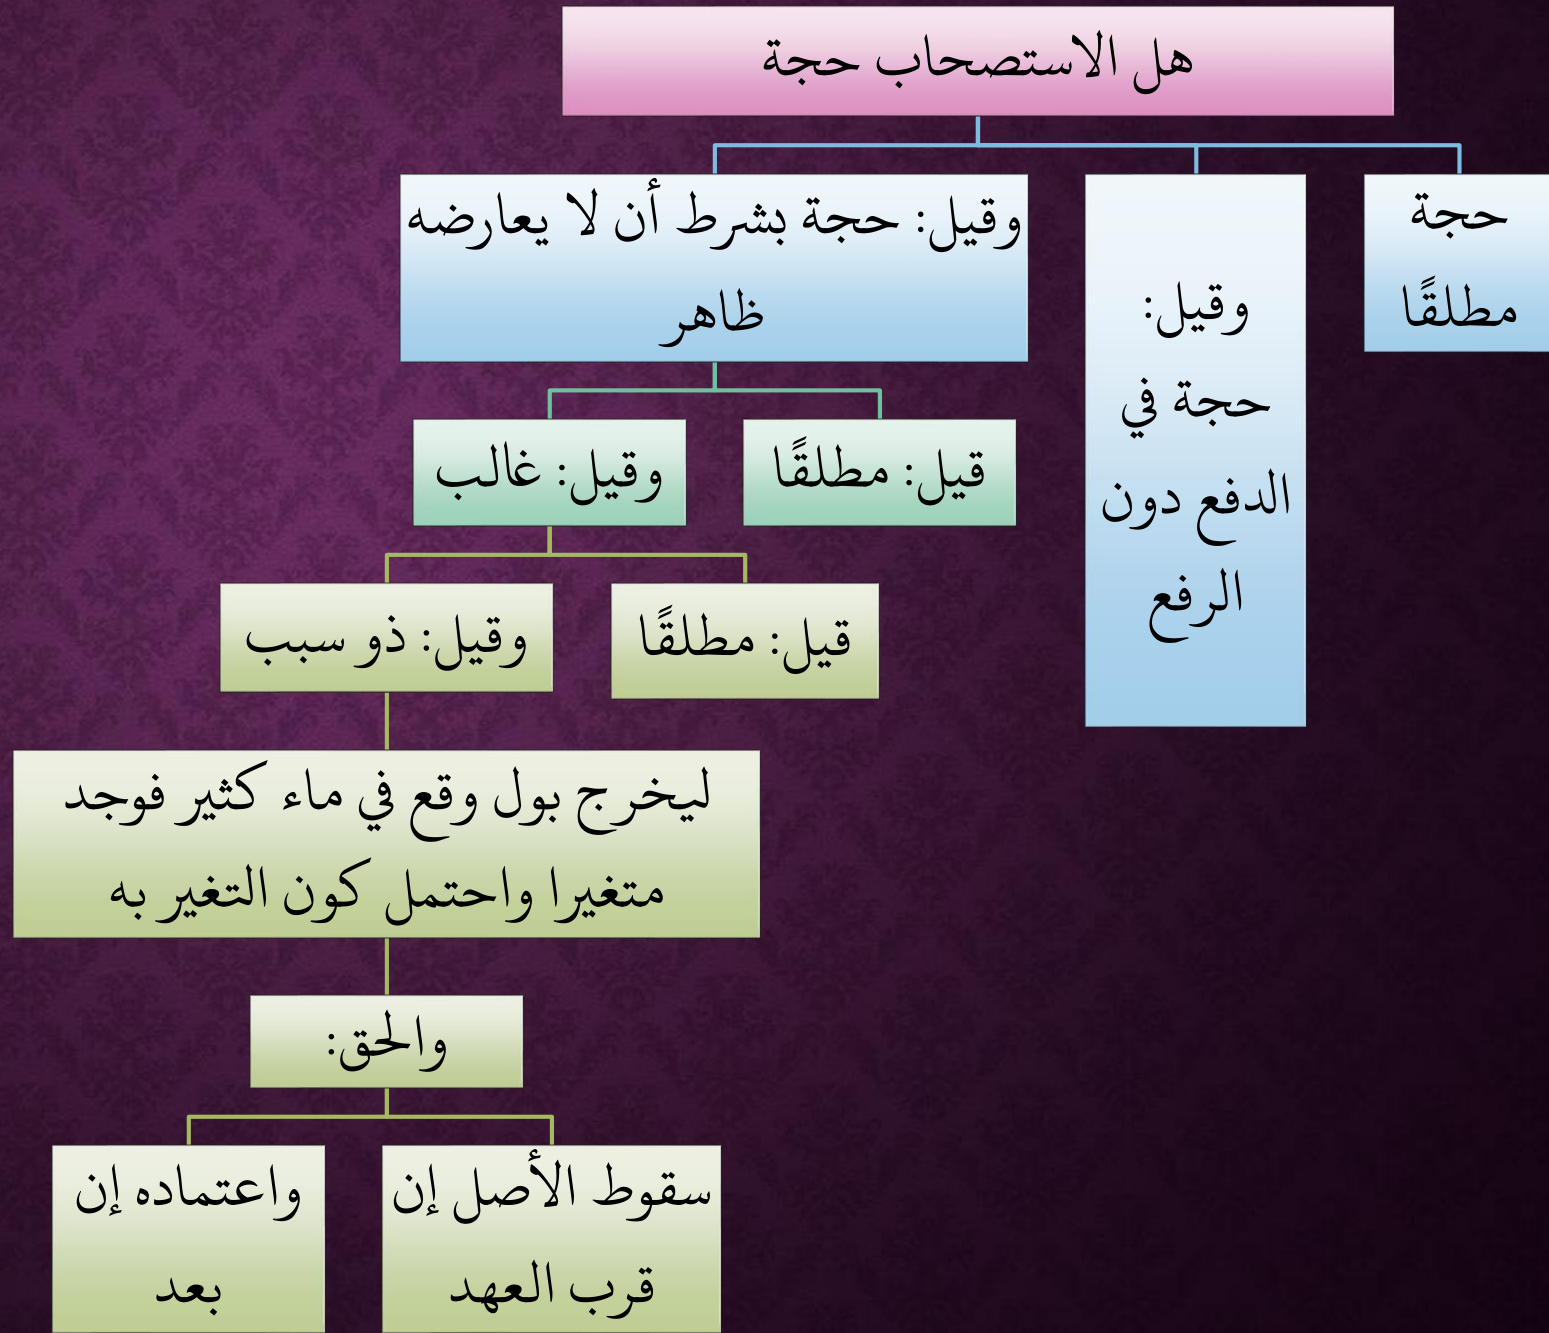 هل الاستصحاب حجة
حجة
مطلقًا
وقيل:
حجة في
الدفع دون
الرفع
وقيل: حجة بشرط أن لا يعارضه
ظاهر
قيل: مطلقًا
وقيل: غالب
قيل: مطلقًا
وقيل: ذو سبب
ليخرج بول وقع في ماء كثير فوجد
متغيرا واحتمل كون التغير به
والحق:
سقوط الأصل إن
قرب العهد
واعتماده إن
بعد